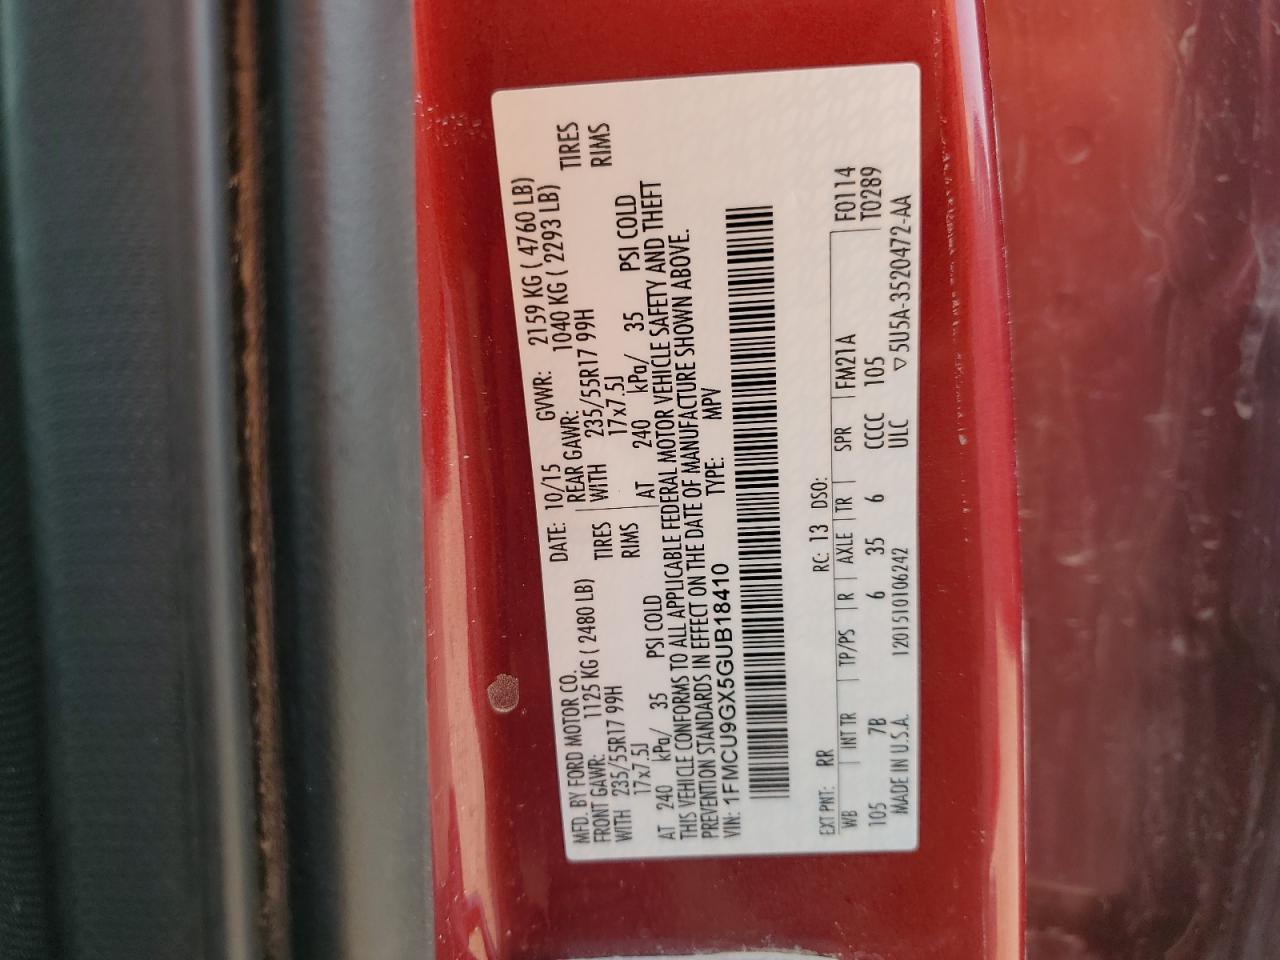 MFD. BY FORD MOTOR CO.
DATE: 10/15 GVWR: 2159 KG ( 4760 LB)
FRONT GAWR: 1125 KG ( 2480 LB) REAR GAWR: 1040 KG ( 2293 LB)
WITH 235/55R17 99H TIRES WITH 235/55R17 99H TIRES
17x7.5J RIMS 17x7.5J RIMS
AT 240 kPa/ 35 PSI COLD AT 240 kPa/ 35 PSI COLD
THIS VEHICLE CONFORMS TO ALL APPLICABLE FEDERAL MOTOR VEHICLE SAFETY AND THEFT
PREVENTION STANDARDS IN EFFECT ON THE DATE OF MANUFACTURE SHOWN ABOVE.
VIN: 1FMCU9GX5GUB18410 TYPE: MPV
EXT PNT: RR RC: 13 DSO: F0114
WB INT TR TP/PS R AXLE TR SPR FM21A T0289
105 7B 6 35 6 CCCC 105
MADE IN U.S.A. 120151010​6242 ULC ▽ 5U5A-3520472-AA